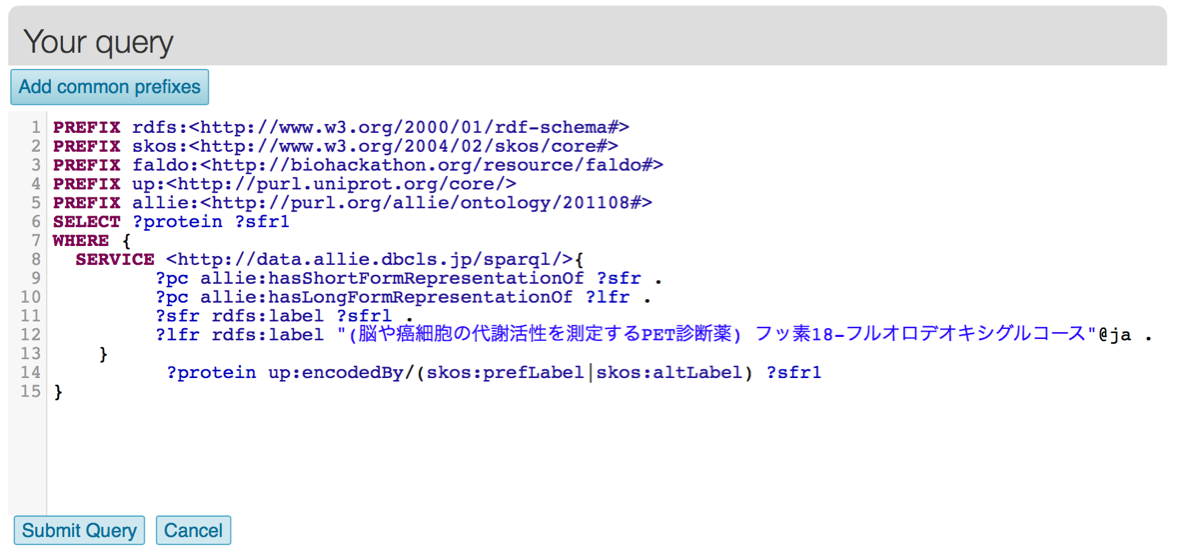 Your query
Add common prefixes
1 PREFIX rdfs:<http://www.w3.org/2000/01/rdf-schema#>
2 PREFIX skos:<http://www.w3.org/2004/02/skos/core#>
3 PREFIX faldo:<http://biohackathon.org/resource/faldo#>
4 PREFIX up:<http://purl.uniprot.org/core/>
5 PREFIX allie:<http://purl.org/allie/ontology/201108#>
6 SELECT ?protein ?sfr1
7 WHERE {
8 SERVICE <http://data.allie.dbcls.jp/sparql/>{
9 ?pc allie:hasShortFormRepresentationOf ?sfr .
10 ?pc allie:hasLongFormRepresentationOf ?lfr .
11 ?sfr rdfs:label ?sfrl .
12 ?lfr rdfs:label "(脳や癌細胞の代謝活性を測定するPET診断薬) フッ素18-フルオロデオキシグルコース"@ja .
13 }
14 ?protein up:encodedBy/(skos:prefLabel|skos:altLabel) ?sfr1
15 }
Submit Query Cancel